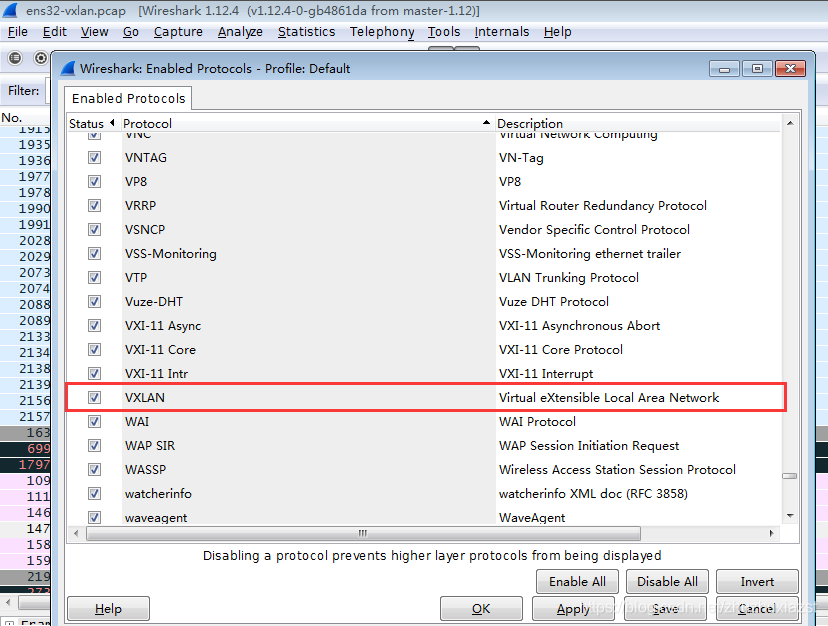 ens32-vxlan.pcap [Wireshark 1.12.4 (v1.12.4-0-gb4861da from master-1.12)]
File Edit View Go Capture Analyze Statistics Telephony Tools Internals Help
Wireshark: Enabled Protocols - Profile: Default
Filter:
Enabled Protocols
No.
Status Protocol Description
1915
VNC Virtual Network Computing
1935
1936 VNTAG VN-Tag
1977
1978 VP8 VP8
1990 VRRP Virtual Router Redundancy Protocol
1991
2028 VSNCP Vendor Specific Control Protocol
2029 VSS-Monitoring VSS-Monitoring ethernet trailer
2073 VTP VLAN Trunking Protocol
2074
2088 Vuze-DHT Vuze DHT Protocol
2089 VXI-11 Async VXI-11 Asynchronous Abort
2133
2134 VXI-11 Core VXI-11 Core Protocol
2138 VXI-11 Intr VXI-11 Interrupt
2139
2156 VXLAN Virtual eXtensible Local Area Network
2157 WAI WAI Protocol
163
699 WAP SIR WAP Session Initiation Request
1797 WASSP Wireless Access Station Session Protocol
109
111 watcherinfo watcherinfo XML doc (RFC 3858)
146 waveagent WaveAgent
147
158 Disabling a protocol prevents higher layer protocols from being displayed
159
219 Enable All Disable All Invert
273
Help OK Apply Save Cancel